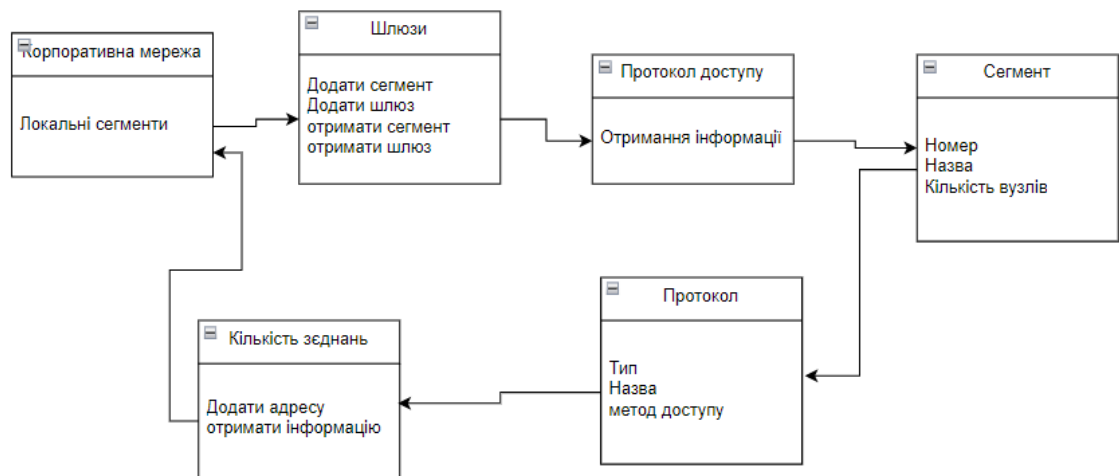 Корпоративна мережа
Локальні сегменти
Шлюзи
Додати сегмент
Додати шлюз
отримати сегмент
отримати шлюз
Протокол доступу
Отримання інформації
Сегмент
Номер
Назва
Кількість вузлів
Протокол
Тип
Назва
метод доступу
Кількість зєднань
Додати адресу
отримати інформацію